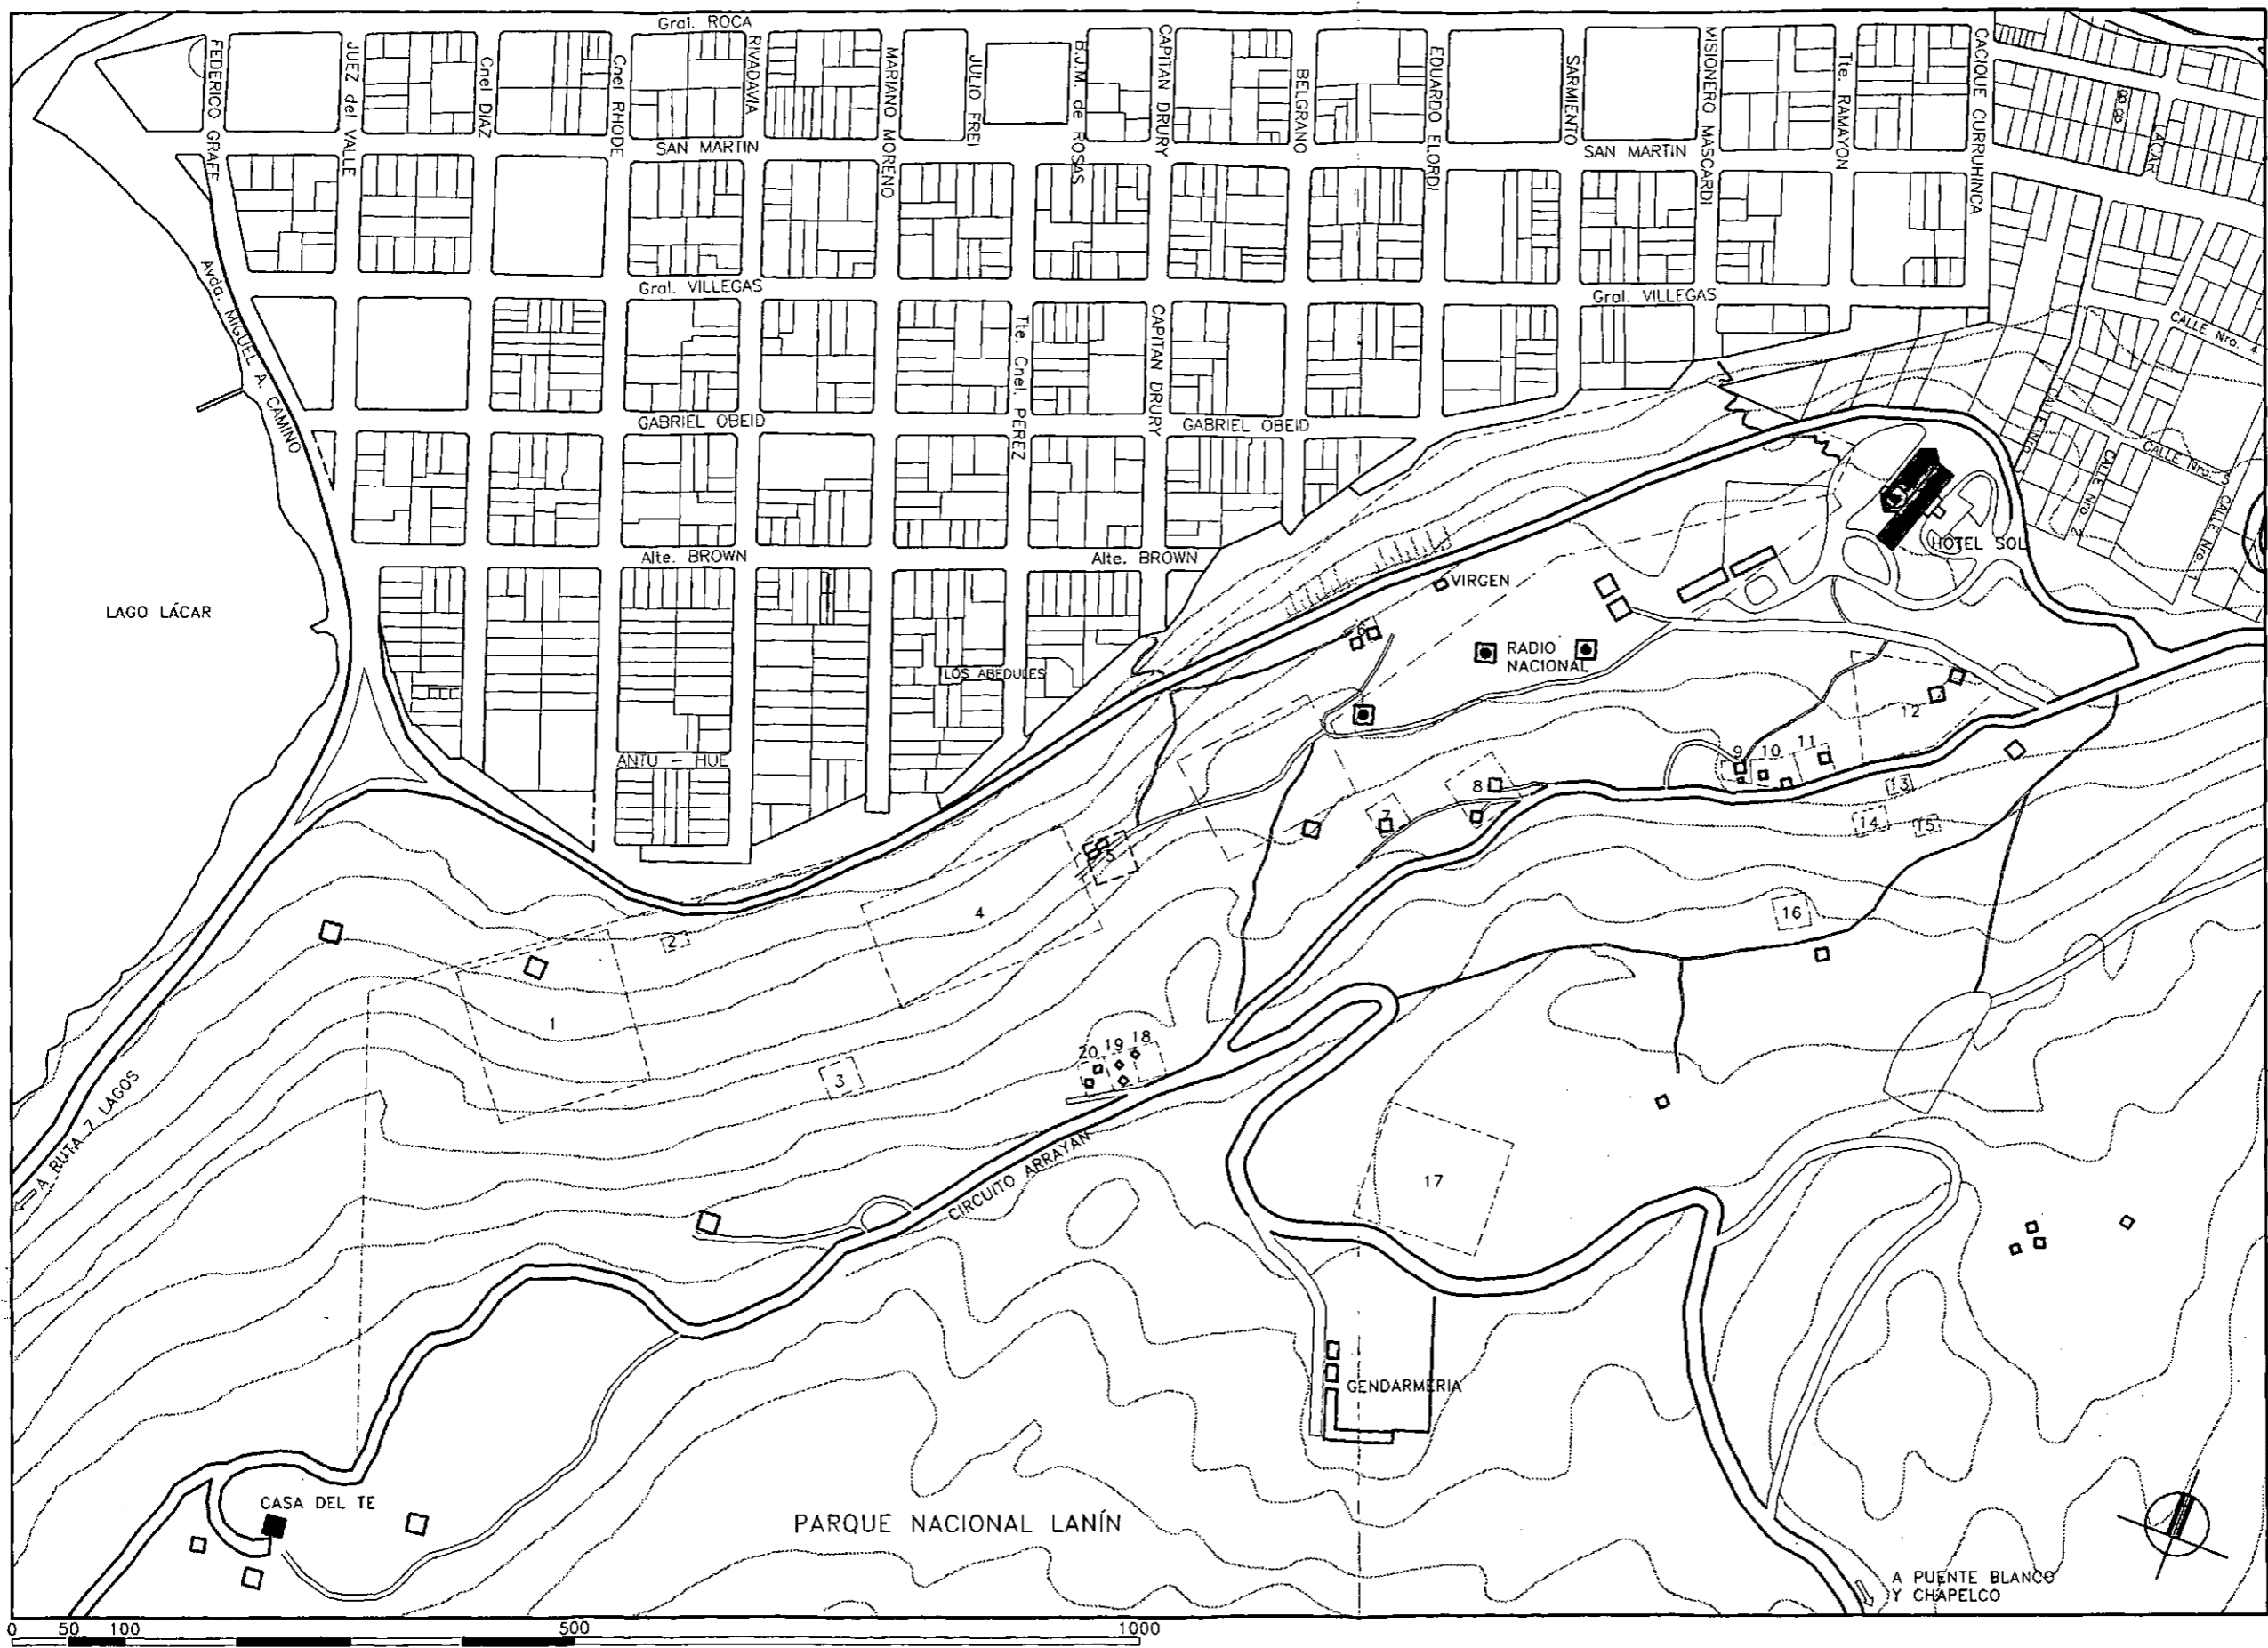 Gral. ROCA
FEDERICO GRAEF
JUEZ del VALLE
Cnel DIAZ
Cnel RHODE
RIVADAVIA
MARIANO MORENO
JULIO FREI
B.J.M. de ROSAS
CAPITAN DRURY
BELGRANO
EDUARDO ELORDI
SARMIENTO
MISIONERO MASCARDI
Tte. RAMAYON
CACIQUE CURRUHINCA
LACAR
SAN MARTIN
SAN MARTIN
Avda. MIGUEL A. CAMINO
Gral. VILLEGAS
Gral. VILLEGAS
Tte. Cnel. PEREZ
CAPITAN DRURY
CALLE Nro. 4
GABRIEL OBEID
GABRIEL OBEID
CALLE Nro.
CALLE Nro. 3
CALLE Nro. 2
CALLE Nro. 1
HOTEL SOL
Alte. BROWN
Alte. BROWN
VIRGEN
LAGO LÁCAR
6
RADIO
NACIONAL
LOS ABEDULES
12
ANTU - HUE
9
10
11
8
13
7
14
15
5
4
16
2
1
20
19
18
3
A RUTA 7 LAGOS
CIRCUITO ARRAYAN
17
GENDARMERIA
CASA DEL TE
PARQUE NACIONAL LANÍN
A PUENTE BLANCO
Y CHAPELCO
0
50
100
500
1000